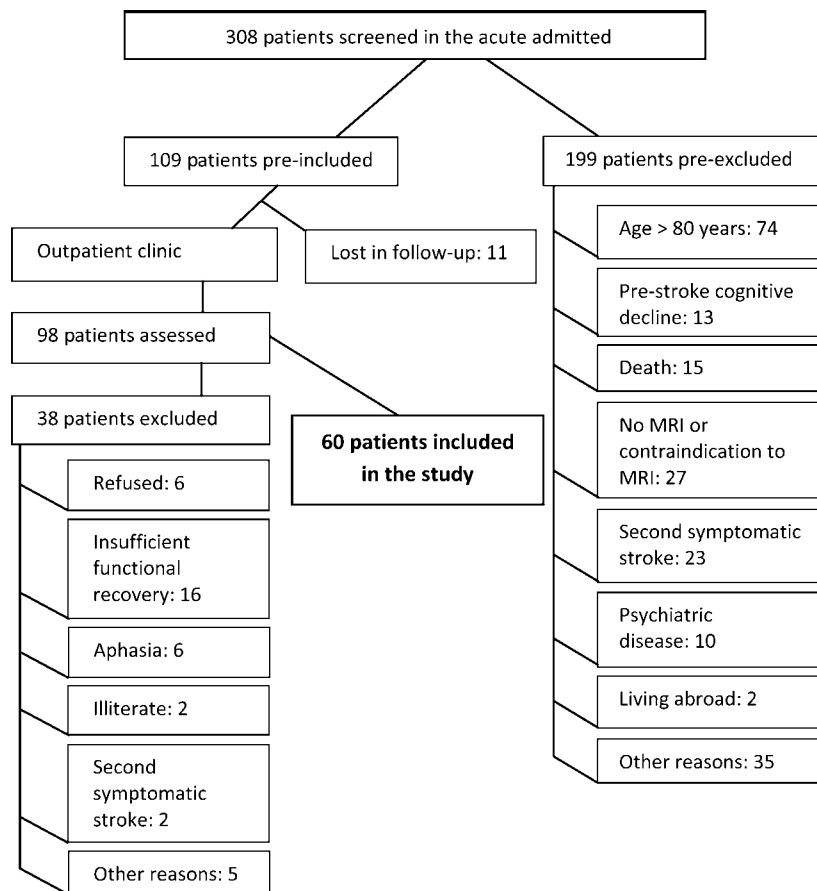 308 patients screened in the acute admitted
109 patients pre-included
199 patients pre-excluded
Outpatient clinic
Lost in follow-up: 11
98 patients assessed
38 patients excluded
60 patients included
in the study
Refused: 6
Insufficient
functional
recovery: 16
Aphasia: 6
Illiterate: 2
Second
symptomatic
stroke: 2
Other reasons: 5
Age > 80 years: 74
Pre-stroke cognitive
decline: 13
Death: 15
No MRI or
contraindication to
MRI: 27
Second symptomatic
stroke: 23
Psychiatric
disease: 10
Living abroad: 2
Other reasons: 35